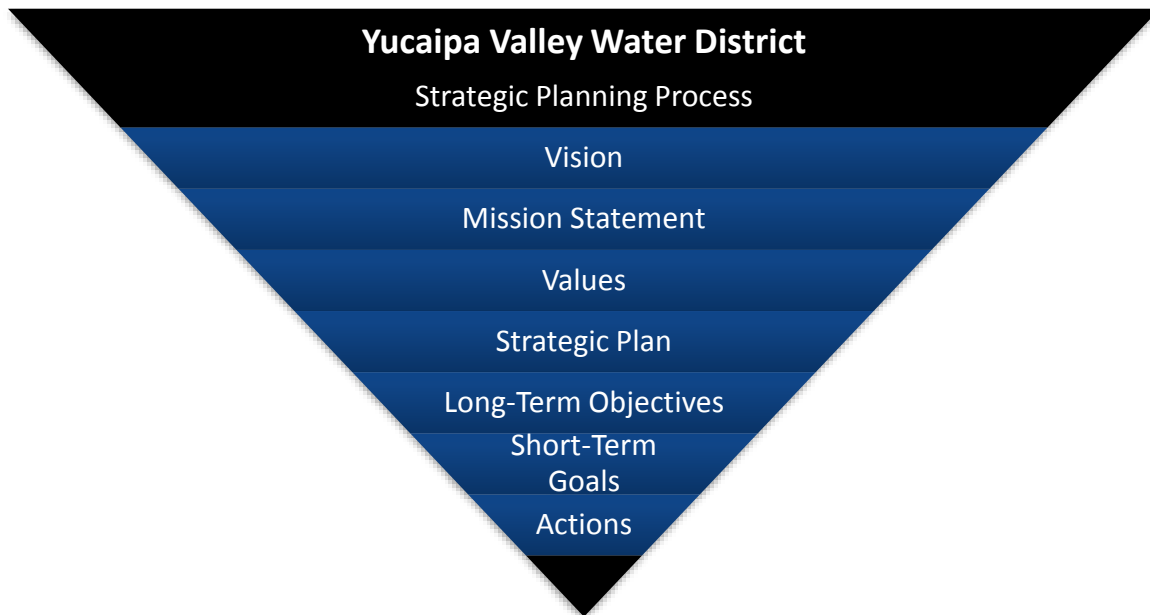 Yucaipa Valley Water District
Strategic Planning Process
Vision
Mission Statement
Values
Strategic Plan
Long-Term Objectives
Short-Term
Goals
Actions